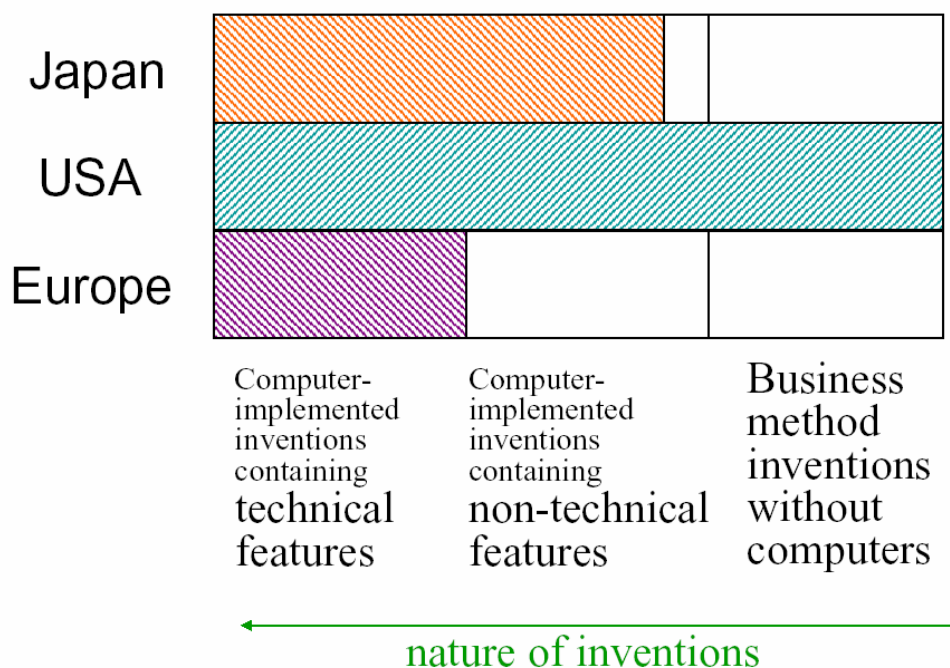 Japan
USA
Europe
Computer-
implemented
inventions
containing
technical
features
Computer-
implemented
inventions
containing
non-technical
features
Business
method
inventions
without
computers
nature of inventions